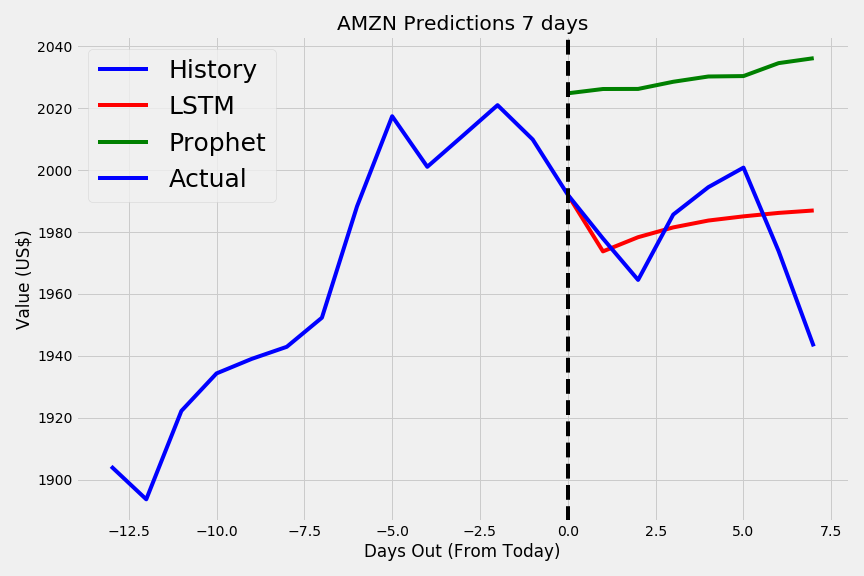 AMZN Predictions 7 days
History
LSTM
Prophet
Actual
2040
2020
2000
1980
1960
1940
1920
1900
Value (US$)
−12.5 −10.0 −7.5 −5.0 −2.5 0.0 2.5 5.0 7.5
Days Out (From Today)